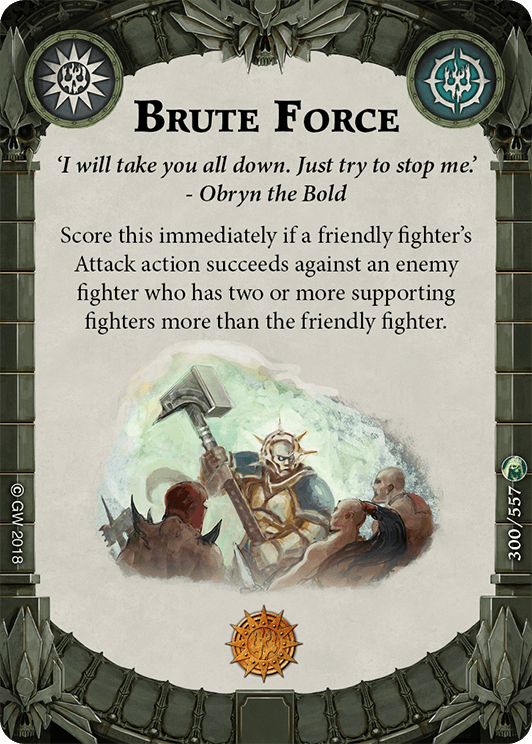 Brute Force
‘I will take you all down. Just try to stop me.’
- Obryn the Bold
Score this immediately if a friendly fighter’s
Attack action succeeds against an enemy
fighter who has two or more supporting
fighters more than the friendly fighter.
© GW 2018
300/557